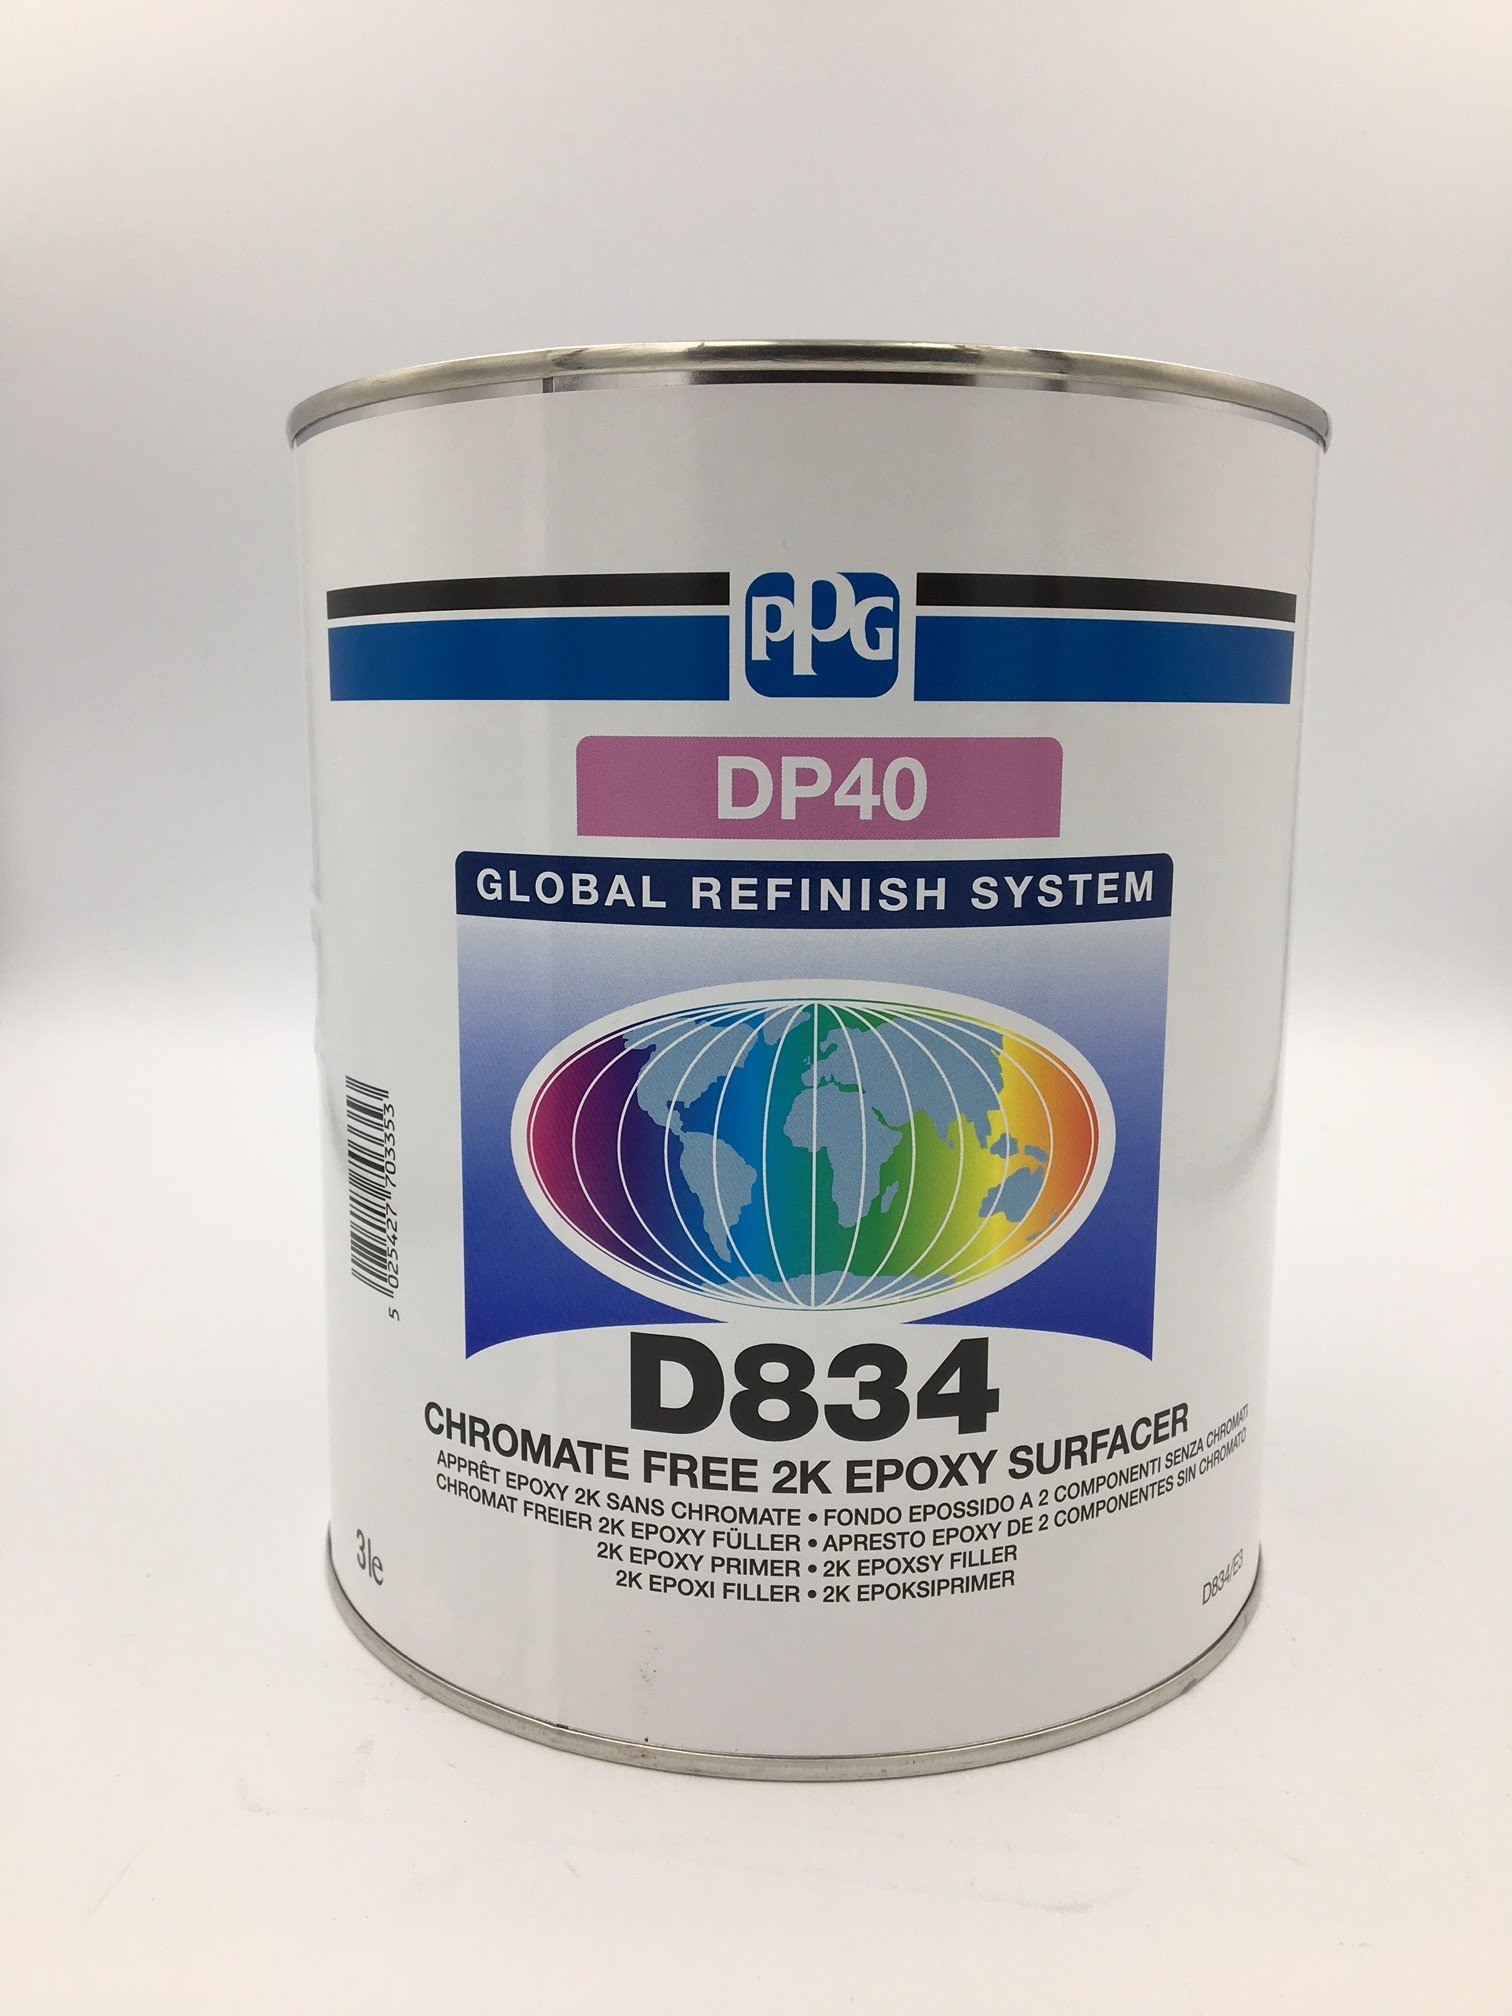 PPG
DP40
GLOBAL REFINISH SYSTEM
D834
CHROMATE FREE 2K EPOXY SURFACER
APPRÊT EPOXY 2K SANS CHROMATE • FONDO EPOSSIDO A 2 COMPONENTI SENZA CHROMATI
CHROMAT FREIER 2K EPOXY FÜLLER • APRESTO EPOXY DE 2 COMPONENTES SIN CHROMATO
2K EPOXY PRIMER • 2K EPOXSY FILLER
2K EPOXI FILLER • 2K EPOKSIPRIMER
5 025427 703353
3le
D834/E3